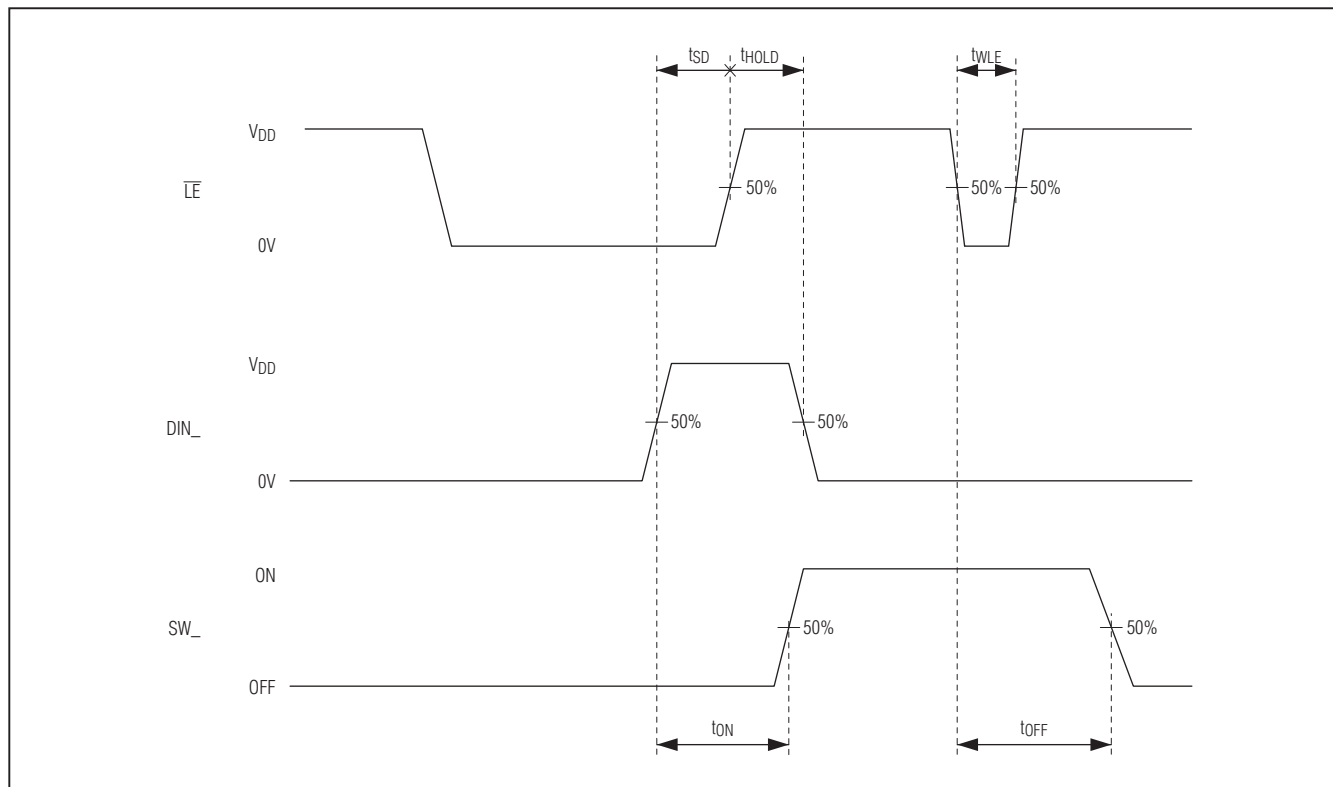 tSD tHOLD tWLE
VDD
LE
50% 50% 50%
0V
VDD
DIN_
50% 50%
0V
ON
SW_
50% 50%
OFF
tON tOFF